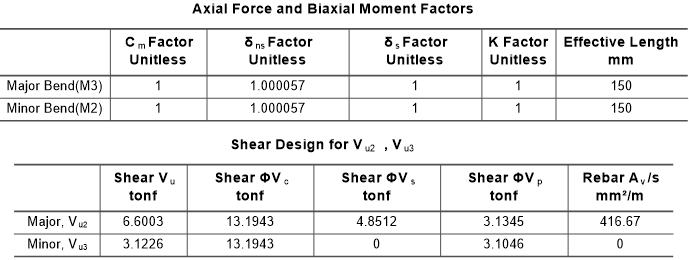 Axial Force and Biaxial Moment Factors
C m Factor Unitless δ ns Factor Unitless δ s Factor Unitless K Factor Unitless Effective Length mm
Major Bend(M3) 1 1.000057 1 1 150
Minor Bend(M2) 1 1.000057 1 1 150
Shear Design for V u2 , V u3
Shear V u tonf Shear ΦV c tonf Shear ΦV s tonf Shear ΦV p tonf Rebar A v /s mm²/m
Major, V u2 6.6003 13.1943 4.8512 3.1345 416.67
Minor, V u3 3.1226 13.1943 0 3.1046 0